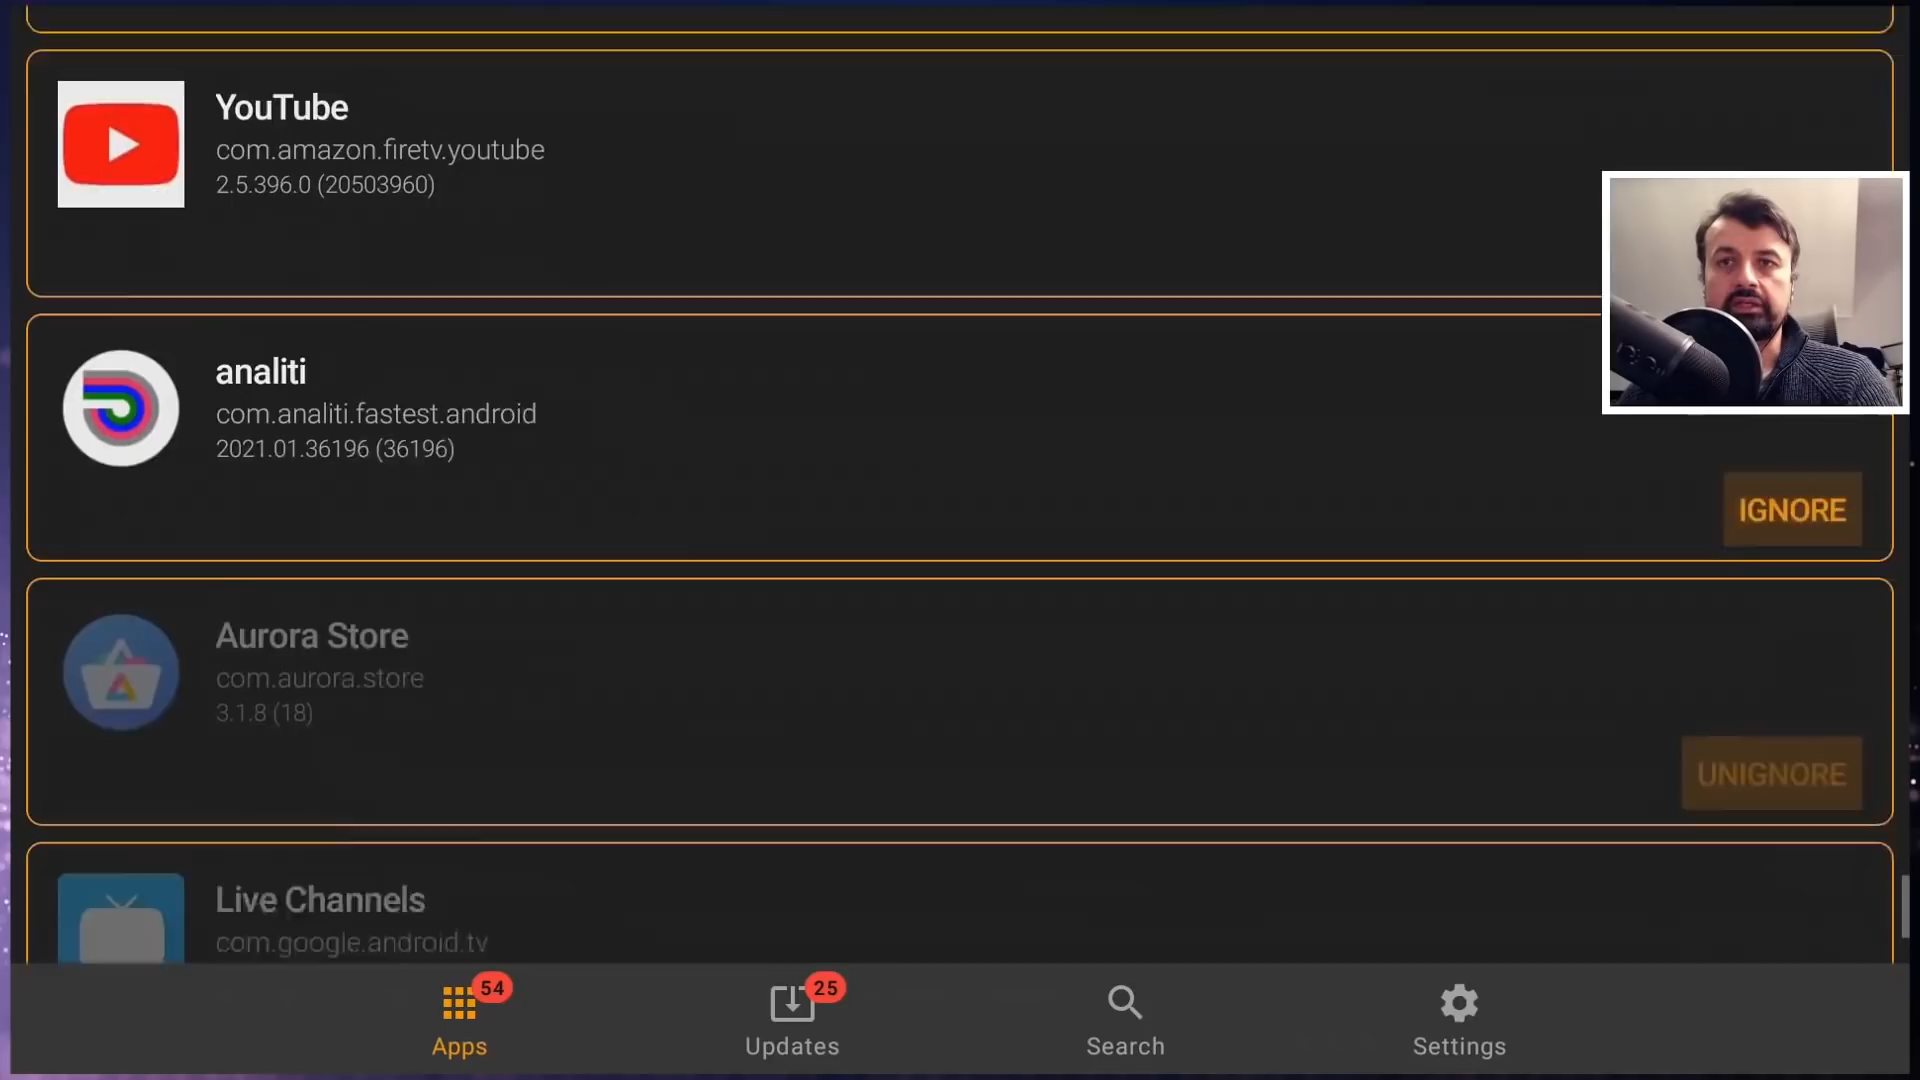 YouTube
com.amazon.firetv.youtube
2.5.396.0 (20503960)
analiti
com.analiti.fastest.android
2021.01.36196 (36196)
IGNORE
Aurora Store
com.aurora.store
3.1.8 (18)
UNIGNORE
Live Channels
com.google.android.tv
54
25
Apps
Updates
Search
Settings